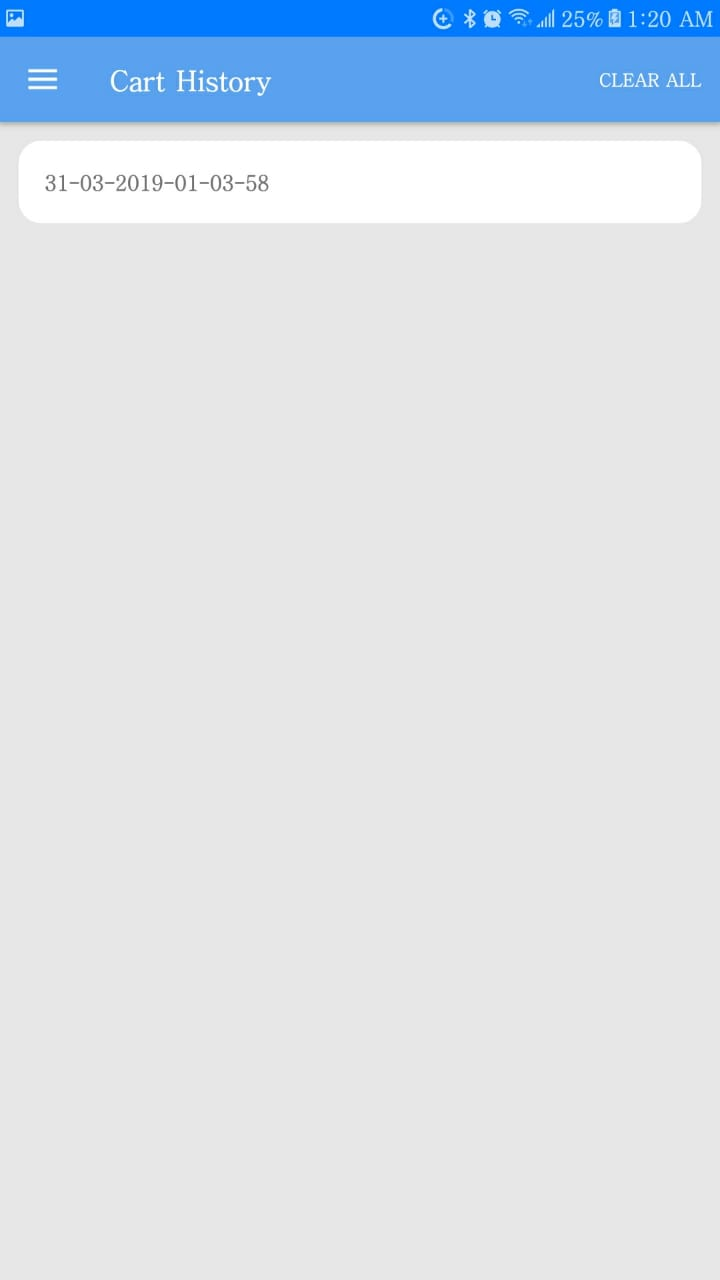 25% 1:20 AM
Cart History
CLEAR ALL
31-03-2019-01-03-58